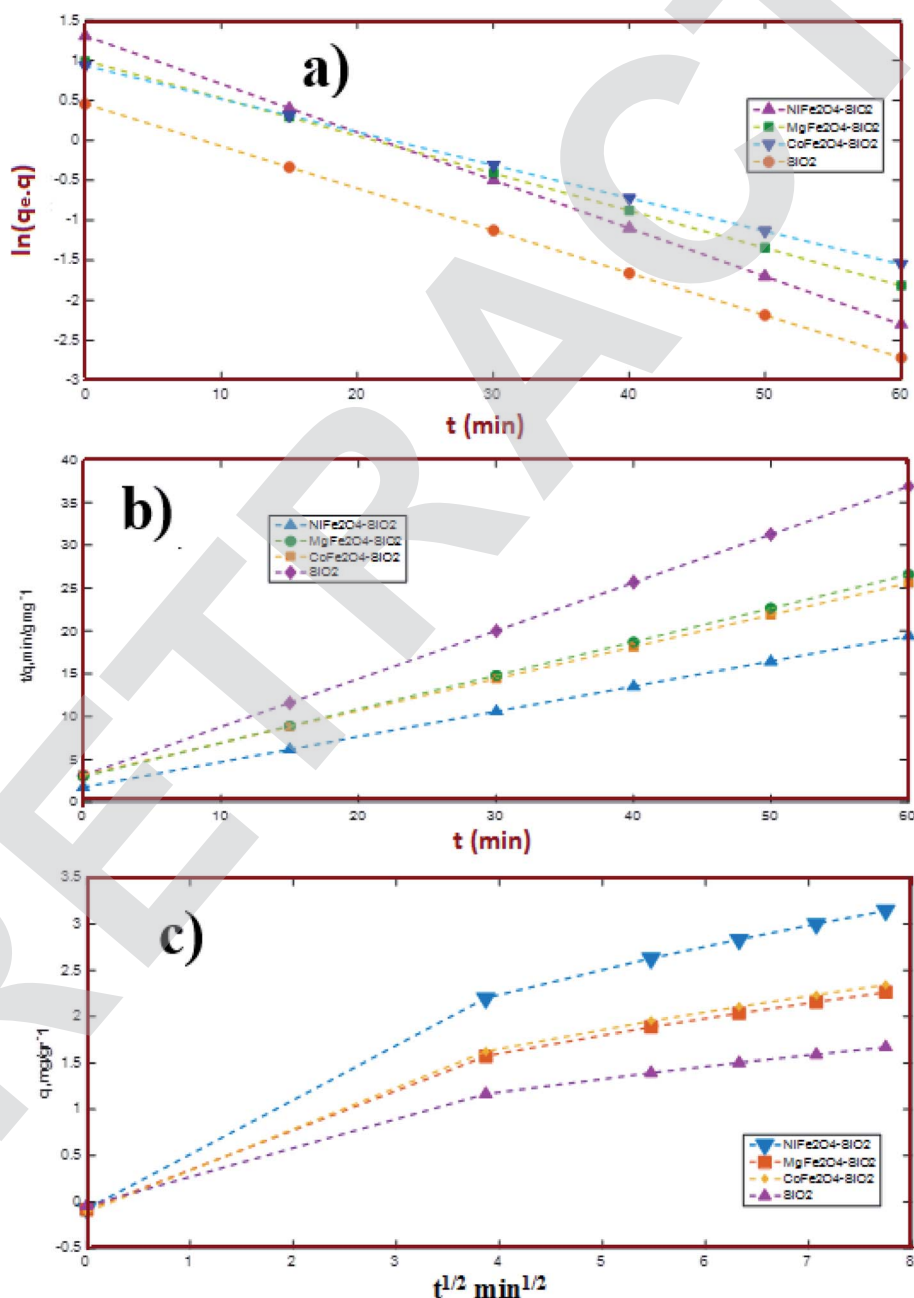 a)
1.5
1
0.5
0
-0.5
-1
-1.5
-2
-2.5
-3
ln(qe.q)
NiFe2O4-SiO2
MgFe2O4-SiO2
CoFe2O4-SiO2
SiO2
0 10 20 30 40 50 60
t (min)
b)
40
35
30
25
20
15
10
5
0
t/q,mim/gmg-1
NiFe2O4-SiO2
MgFe2O4-SiO2
CoFe2O4-SiO2
SiO2
0 10 20 30 40 50 60
t (min)
c)
3.5
3
2.5
2
1.5
1
0.5
0
-0.5
q,mg/gr-1
NiFe2O4-SiO2
MgFe2O4-SiO2
CoFe2O4-SiO2
SiO2
0 1 2 3 4 5 6 7 8
t1/2 min1/2
RETRACT